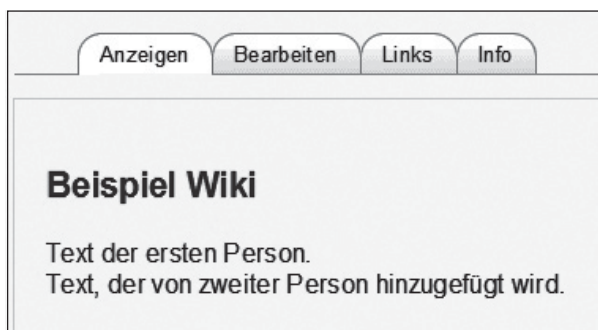 Anzeigen Bearbeiten Links Info
Beispiel Wiki
Text der ersten Person.
Text, der von zweiter Person hinzugefügt wird.